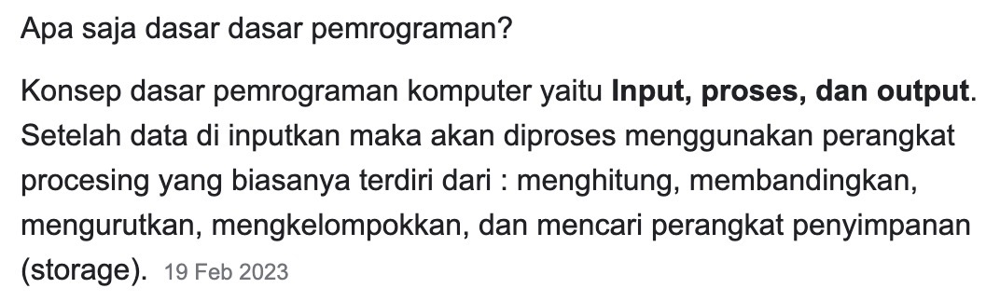 Apa saja dasar dasar pemrograman?
Konsep dasar pemrograman komputer yaitu Input, proses, dan output.
Setelah data di inputkan maka akan diproses menggunakan perangkat
procesing yang biasanya terdiri dari : menghitung, membandingkan,
mengurutkan, mengkelompokkan, dan mencari perangkat penyimpanan
(storage). 19 Feb 2023